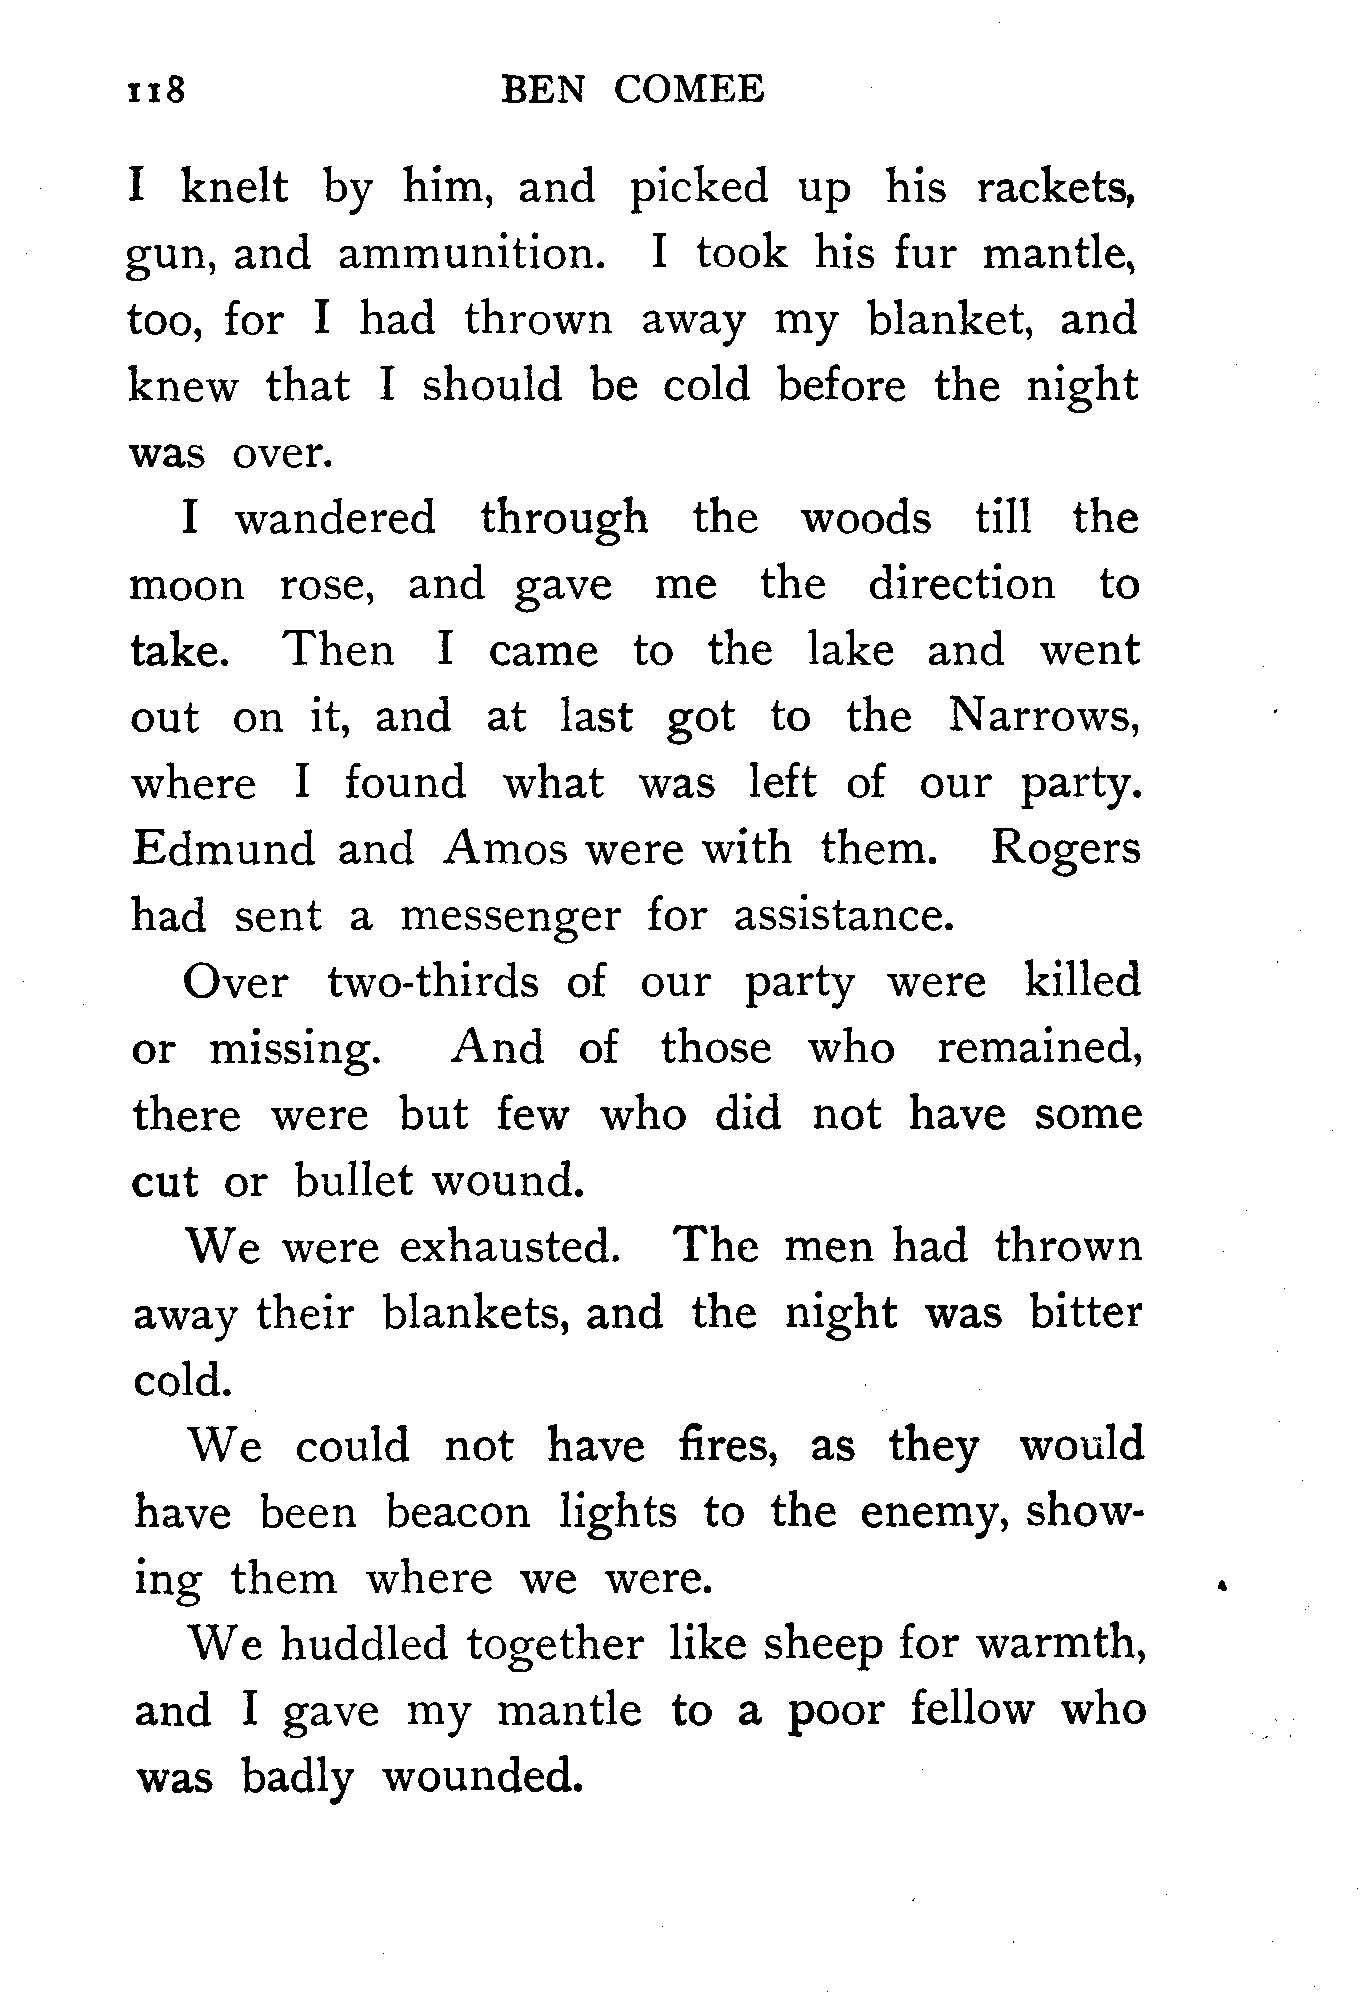 118 BEN COMEE
I knelt by him, and picked up his rackets,
gun, and ammunition. I took his fur mantle,
too, for I had thrown away my blanket, and
knew that I should be cold before the night
was over.
I wandered through the woods till the
moon rose, and gave me the direction to
take. Then I came to the lake and went
out on it, and at last got to the Narrows,
where I found what was left of our party.
Edmund and Amos were with them. Rogers
had sent a messenger for assistance.
Over two-thirds of our party were killed
or missing. And of those who remained,
there were but few who did not have some
cut or bullet wound.
We were exhausted. The men had thrown
away their blankets, and the night was bitter
cold.
We could not have fires, as they would
have been beacon lights to the enemy, show-
ing them where we were.
We huddled together like sheep for warmth,
and I gave my mantle to a poor fellow who
was badly wounded.